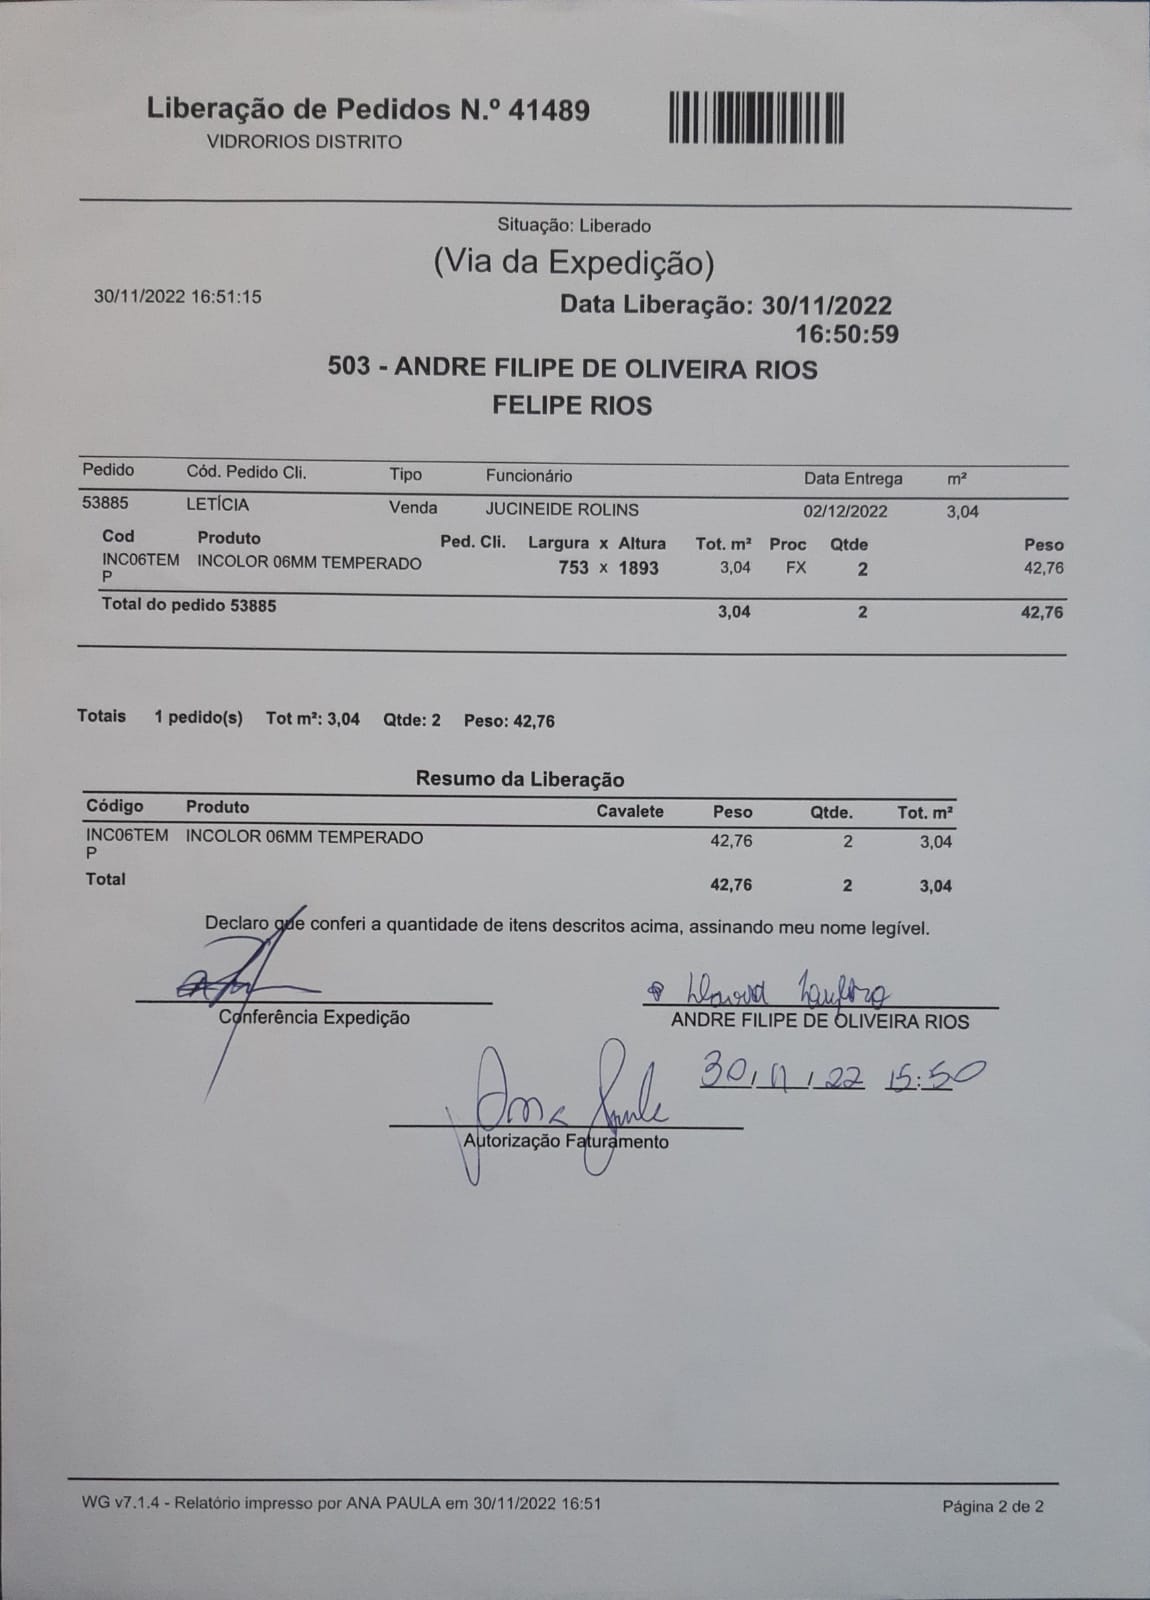 Liberação de Pedidos N.º 41489
VIDRORIOS DISTRITO
Situação: Liberado
(Via da Expedição)
30/11/2022 16:51:15
Data Liberação: 30/11/2022
16:50:59
503 - ANDRE FILIPE DE OLIVEIRA RIOS
FELIPE RIOS
Pedido Cód. Pedido Cli. Tipo Funcionário Data Entrega m²
53885 LETÍCIA Venda JUCINEIDE ROLINS 02/12/2022 3,04
Cod Produto Ped. Cli. Largura x Altura Tot. m² Proc Qtde Peso
INC06TEM INCOLOR 06MM TEMPERADO 753 x 1893 3,04 FX 2 42,76
P
Total do pedido 53885 3,04 2 42,76
Totais 1 pedido(s) Tot m²: 3,04 Qtde: 2 Peso: 42,76
Resumo da Liberação
Código Produto Cavalete Peso Qtde. Tot. m²
INC06TEM INCOLOR 06MM TEMPERADO 42,76 2 3,04
P
Total 42,76 2 3,04
Declaro que conferi a quantidade de itens descritos acima, assinando meu nome legível.
Conferência Expedição
ANDRE FILIPE DE OLIVEIRA RIOS
30/11/22 15:50
Ana Paula
Autorização Faturamento
WG v7.1.4 - Relatório impresso por ANA PAULA em 30/11/2022 16:51
Página 2 de 2